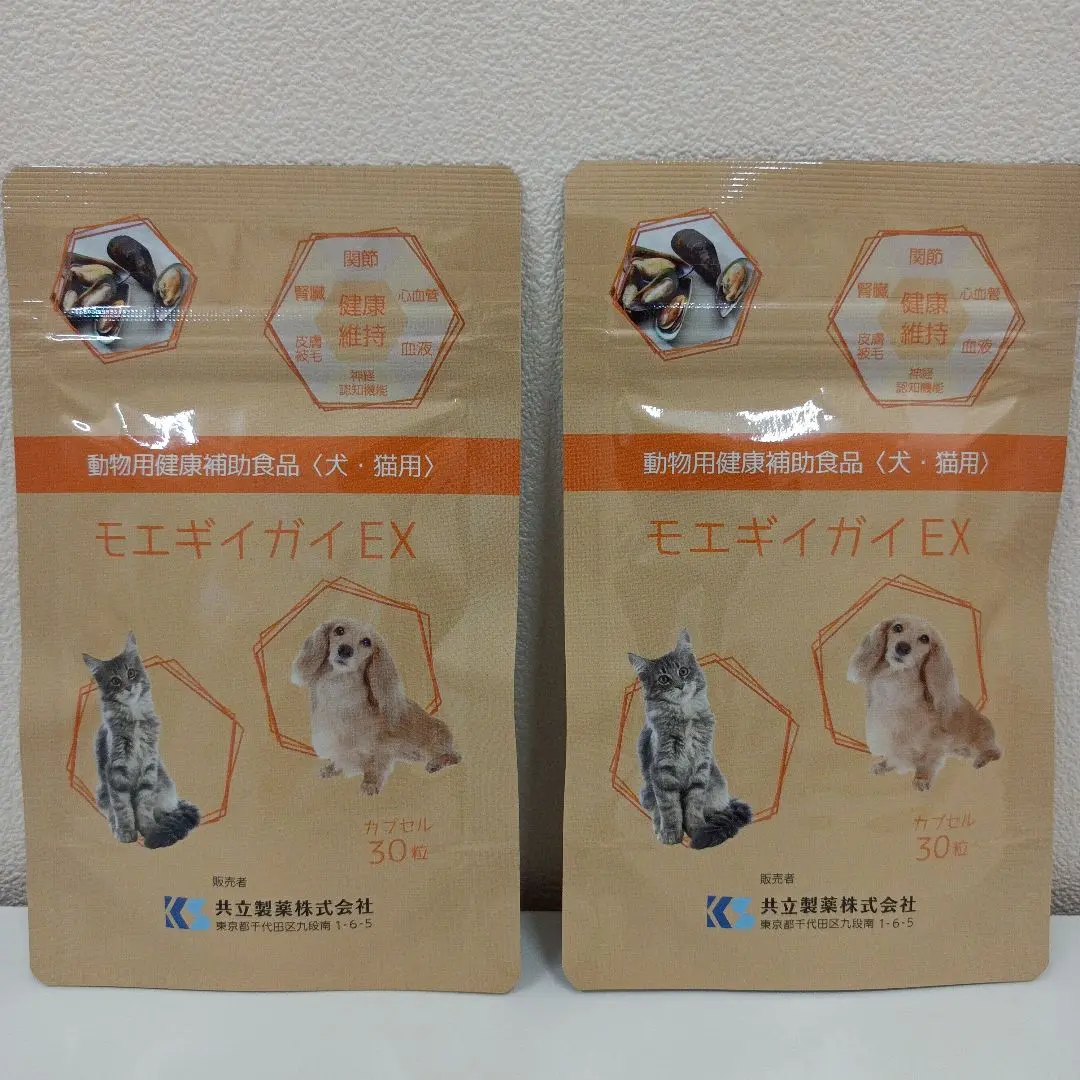 関節
腎臓
健康
維持
心血管
皮膚
被毛
血液
神経
認知機能
動物用健康補助食品〈犬・猫用〉
モエギイガイEX
カプセル
30粒
販売者
KS 共立製薬株式会社
東京都千代田区九段南 1-6-5
関節
腎臓
健康
維持
心血管
皮膚
被毛
血液
神経
認知機能
動物用健康補助食品〈犬・猫用〉
モエギイガイEX
カプセル
30粒
販売者
KS 共立製薬株式会社
東京都千代田区九段南 1-6-5